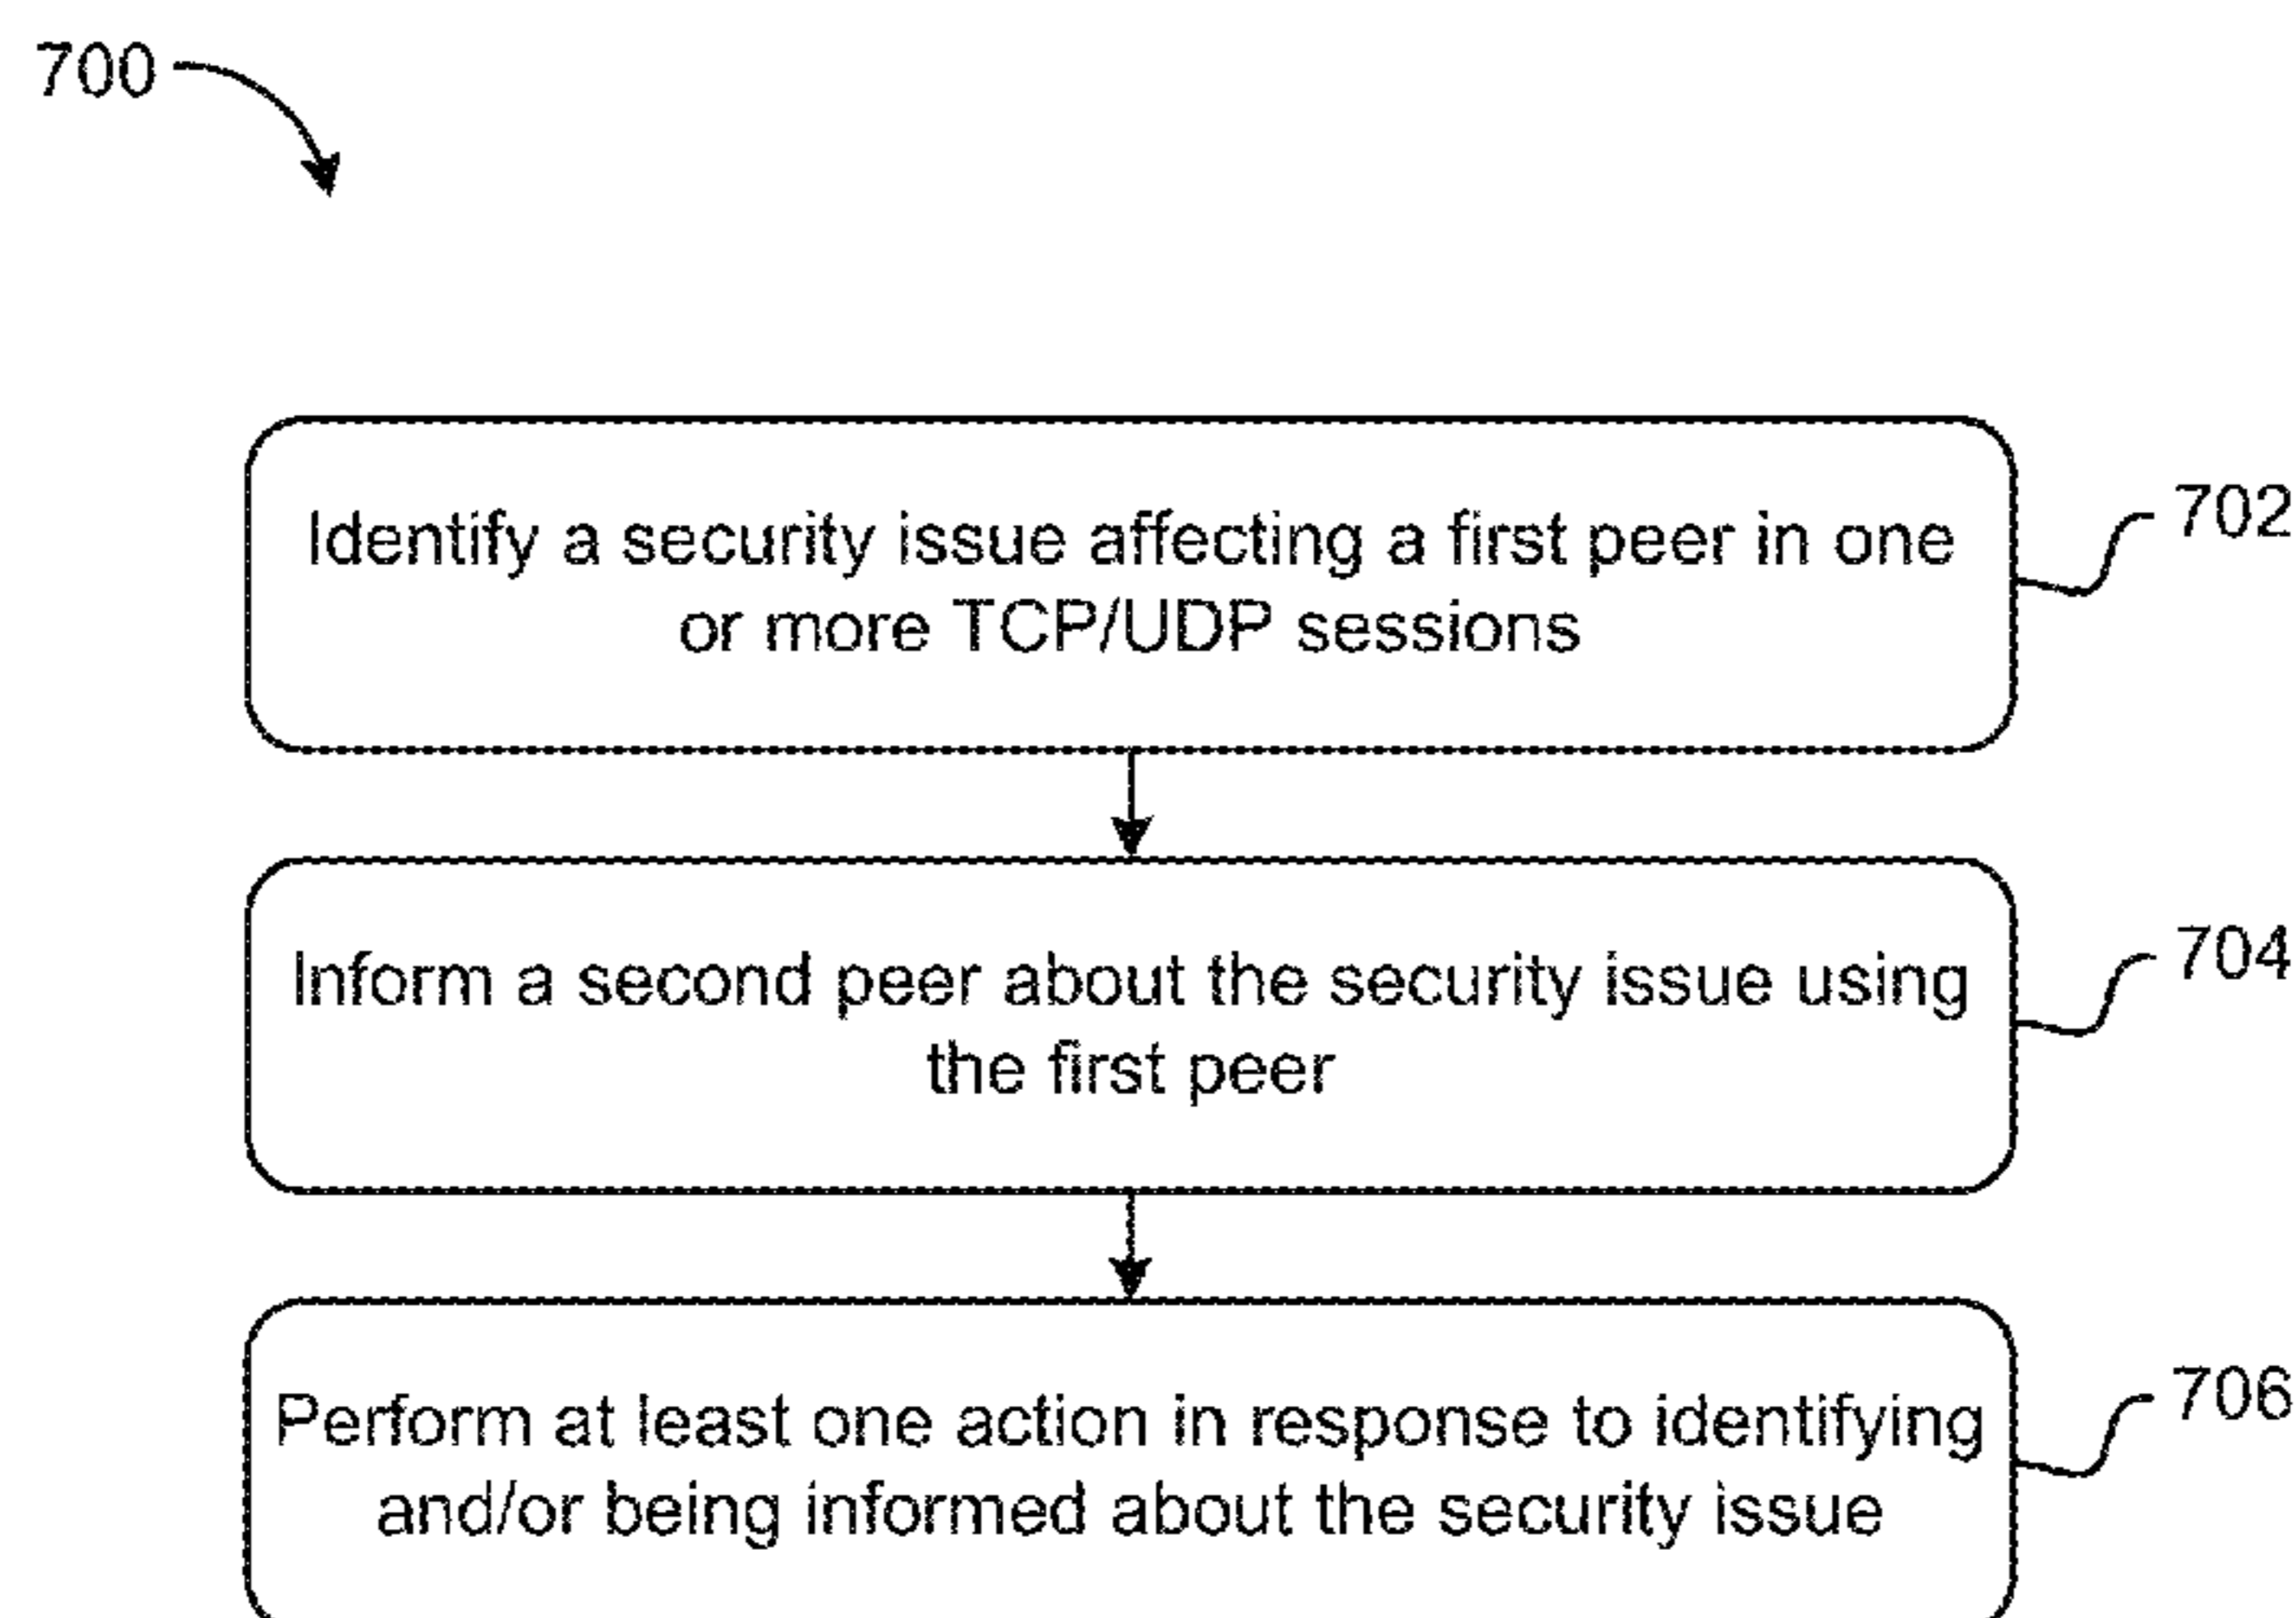 700
Identify a security issue affecting a first peer in one
or more TCP/UDP sessions
702
Inform a second peer about the security issue using
the first peer
704
Perform at least one action in response to identifying
and/or being informed about the security issue
706